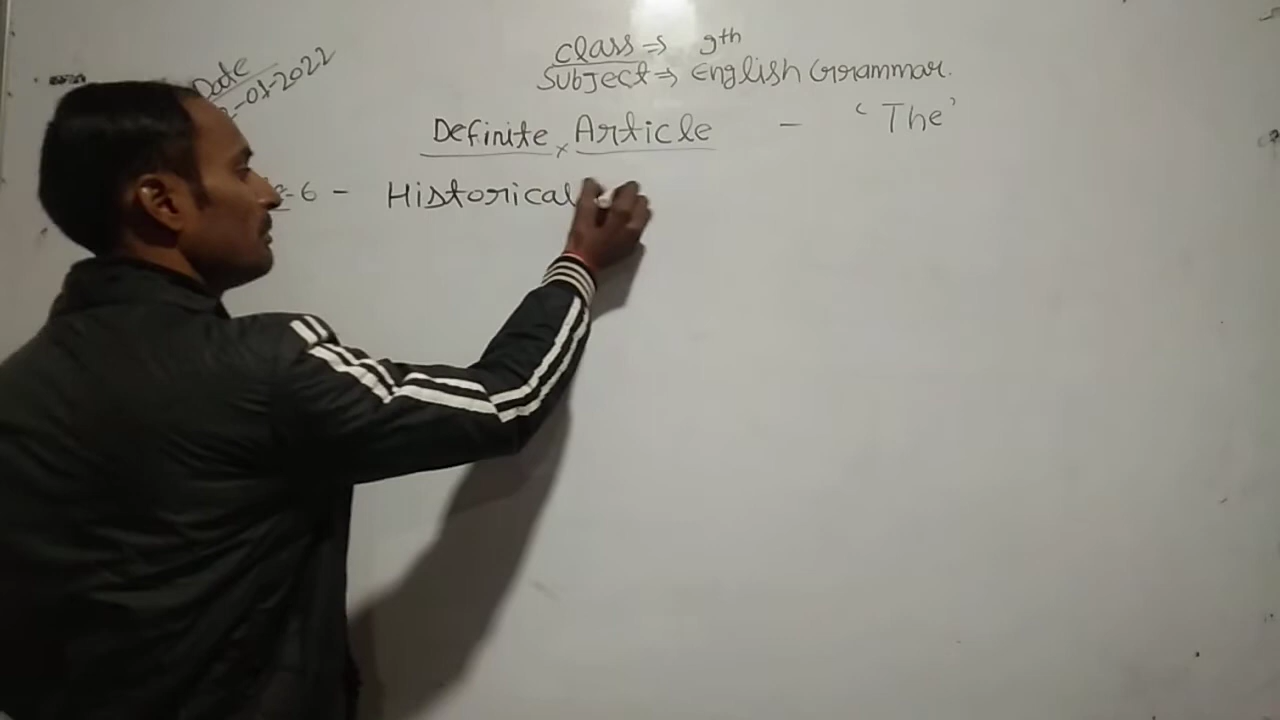 Class ⇒ 9th
Subject ⇒ English Grammar.
Date
-01-2022
Definite × Article - 'The'
-6 - Historical